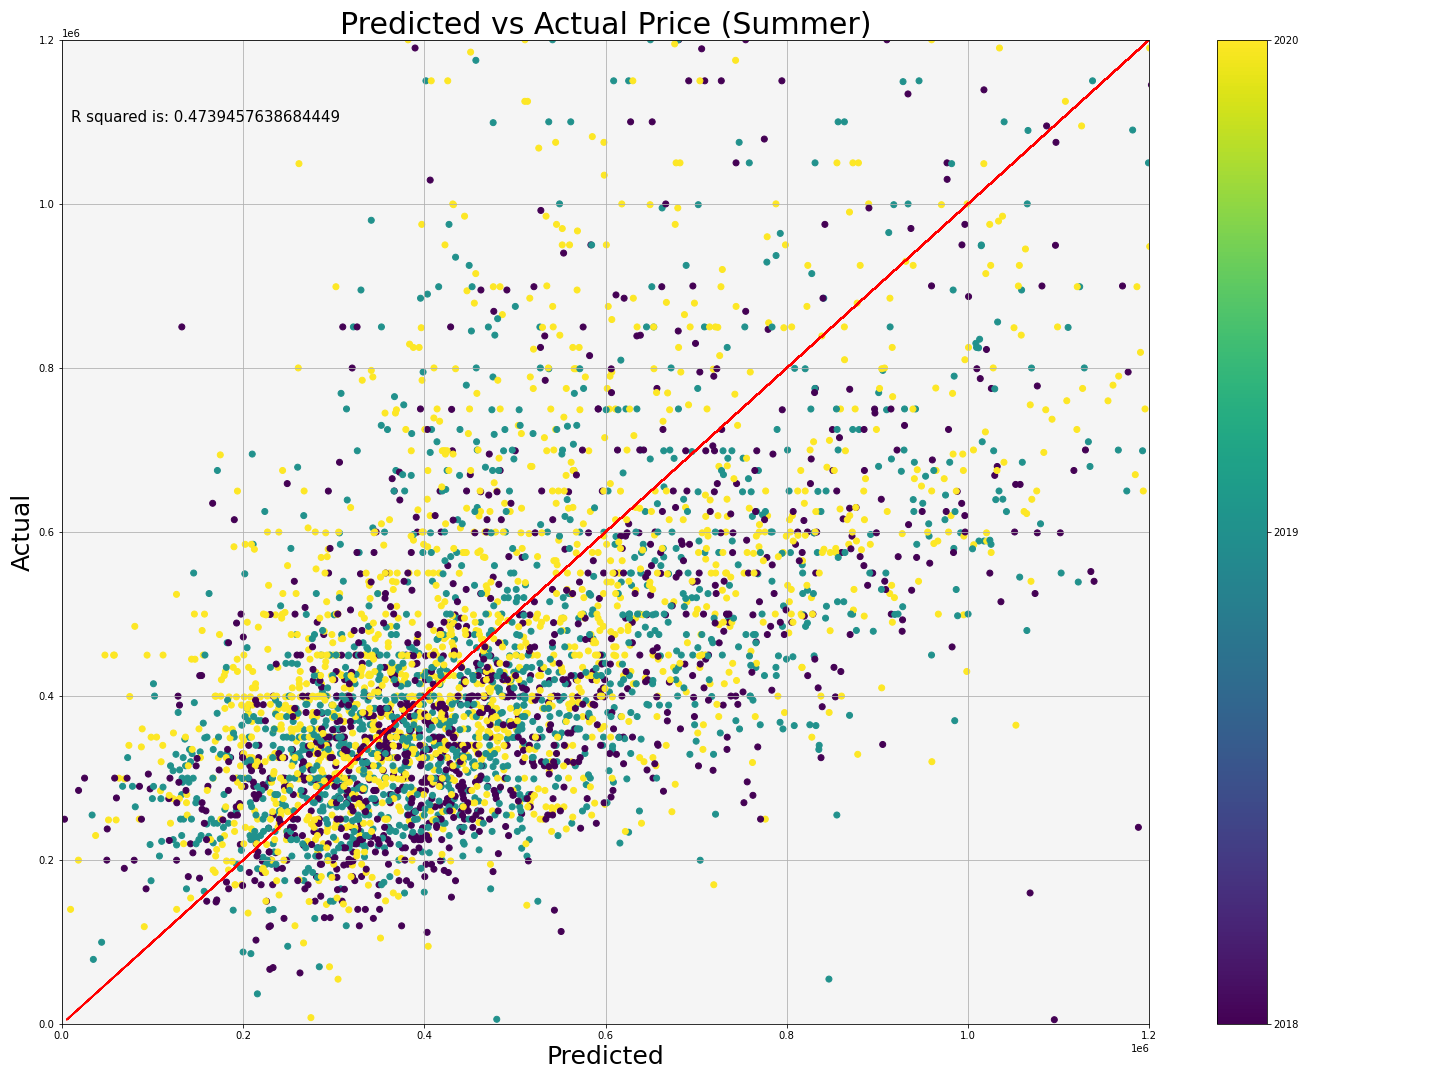 Predicted vs Actual Price (Summer)
1e6
1.2
1.0
0.8
0.6
0.4
0.2
0.0
Actual
R squared is: 0.4739457638684449
0.0 0.2 0.4 0.6 0.8 1.0 1.2
1e6
Predicted
2020
2019
2018